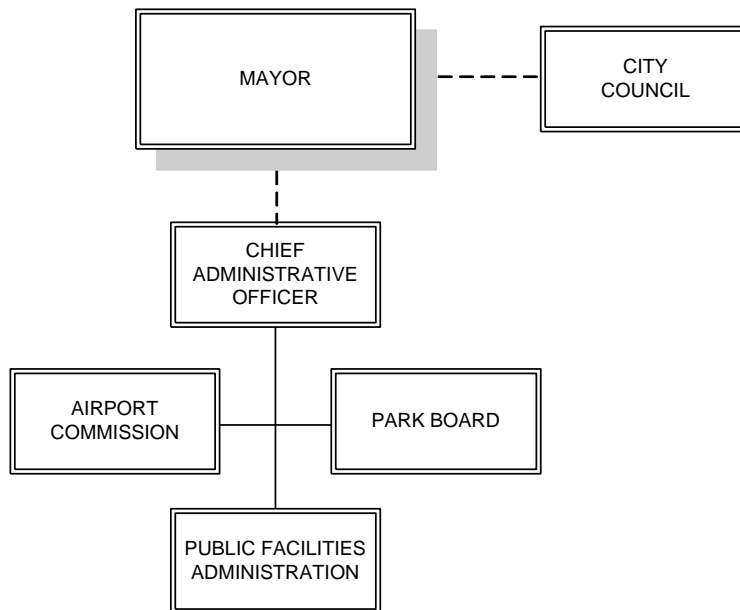 MAYOR
CITY
COUNCIL
CHIEF
ADMINISTRATIVE
OFFICER
AIRPORT
COMMISSION
PARK BOARD
PUBLIC FACILITIES
ADMINISTRATION